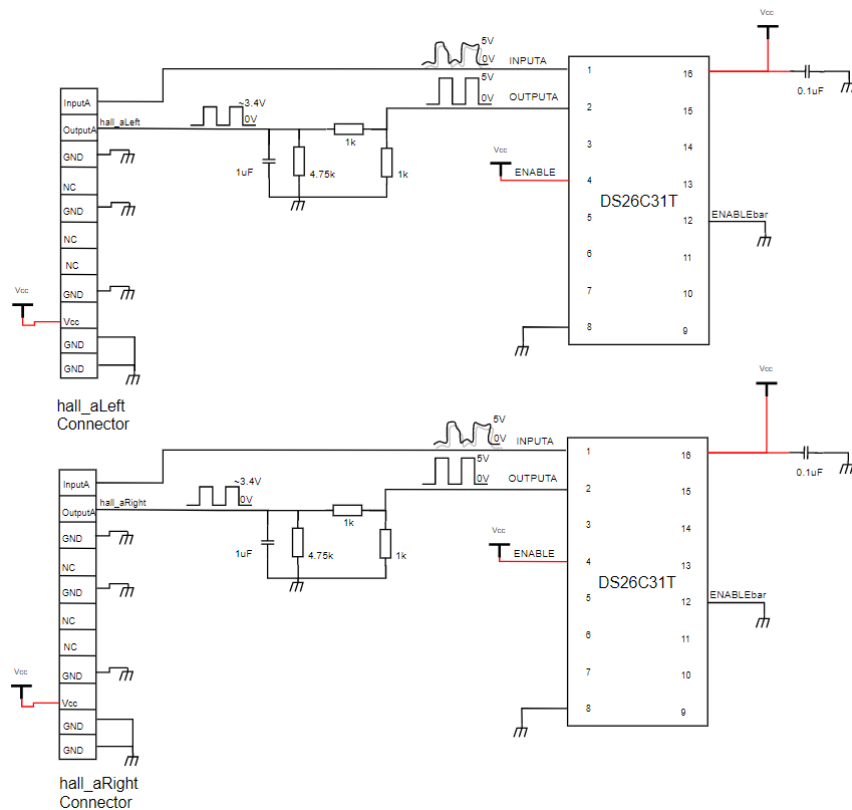 Vcc
5V
0V
INPUTA
1
16
0.1uF
InputA
OutputA
hall_aLeft
~3.4V
0V
5V
0V
OUTPUTA
2
15
GND
1k
3
14
1uF
4.75k
1k
Vcc
ENABLE
4
13
NC
DS26C31T
GND
5
12
ENABLEbar
NC
6
11
NC
GND
7
10
Vcc
Vcc
8
9
GND
GND
hall_aLeft
Connector
Vcc
5V
0V
INPUTA
1
16
0.1uF
InputA
OutputA
hall_aRight
~3.4V
0V
5V
0V
OUTPUTA
2
15
GND
1k
3
14
1uF
4.75k
1k
Vcc
ENABLE
4
13
NC
DS26C31T
GND
5
12
ENABLEbar
NC
6
11
NC
GND
7
10
Vcc
Vcc
8
9
GND
GND
hall_aRight
Connector